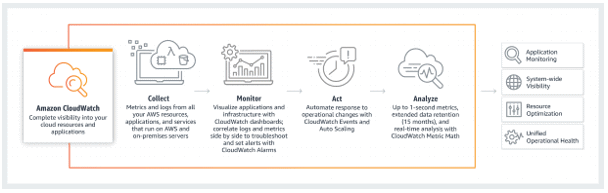 Amazon CloudWatch
Complete visibility into your
cloud resources and
applications
Collect
Metrics and logs from all
your AWS resources,
applications, and services
that run on AWS and
on-premises servers
Monitor
Visualize applications and
infrastructure with
CloudWatch dashboards;
correlate logs and metrics
side by side to troubleshoot
and set alerts with
CloudWatch Alarms
Act
Automate response to
operational changes with
CloudWatch Events and
Auto Scaling
Analyze
Up to 1-second metrics,
extended data retention
(15 months), and
real-time analysis with
CloudWatch Metric Math
Application
Monitoring
System-wide
Visibility
Resource
Optimization
Unified
Operational Health